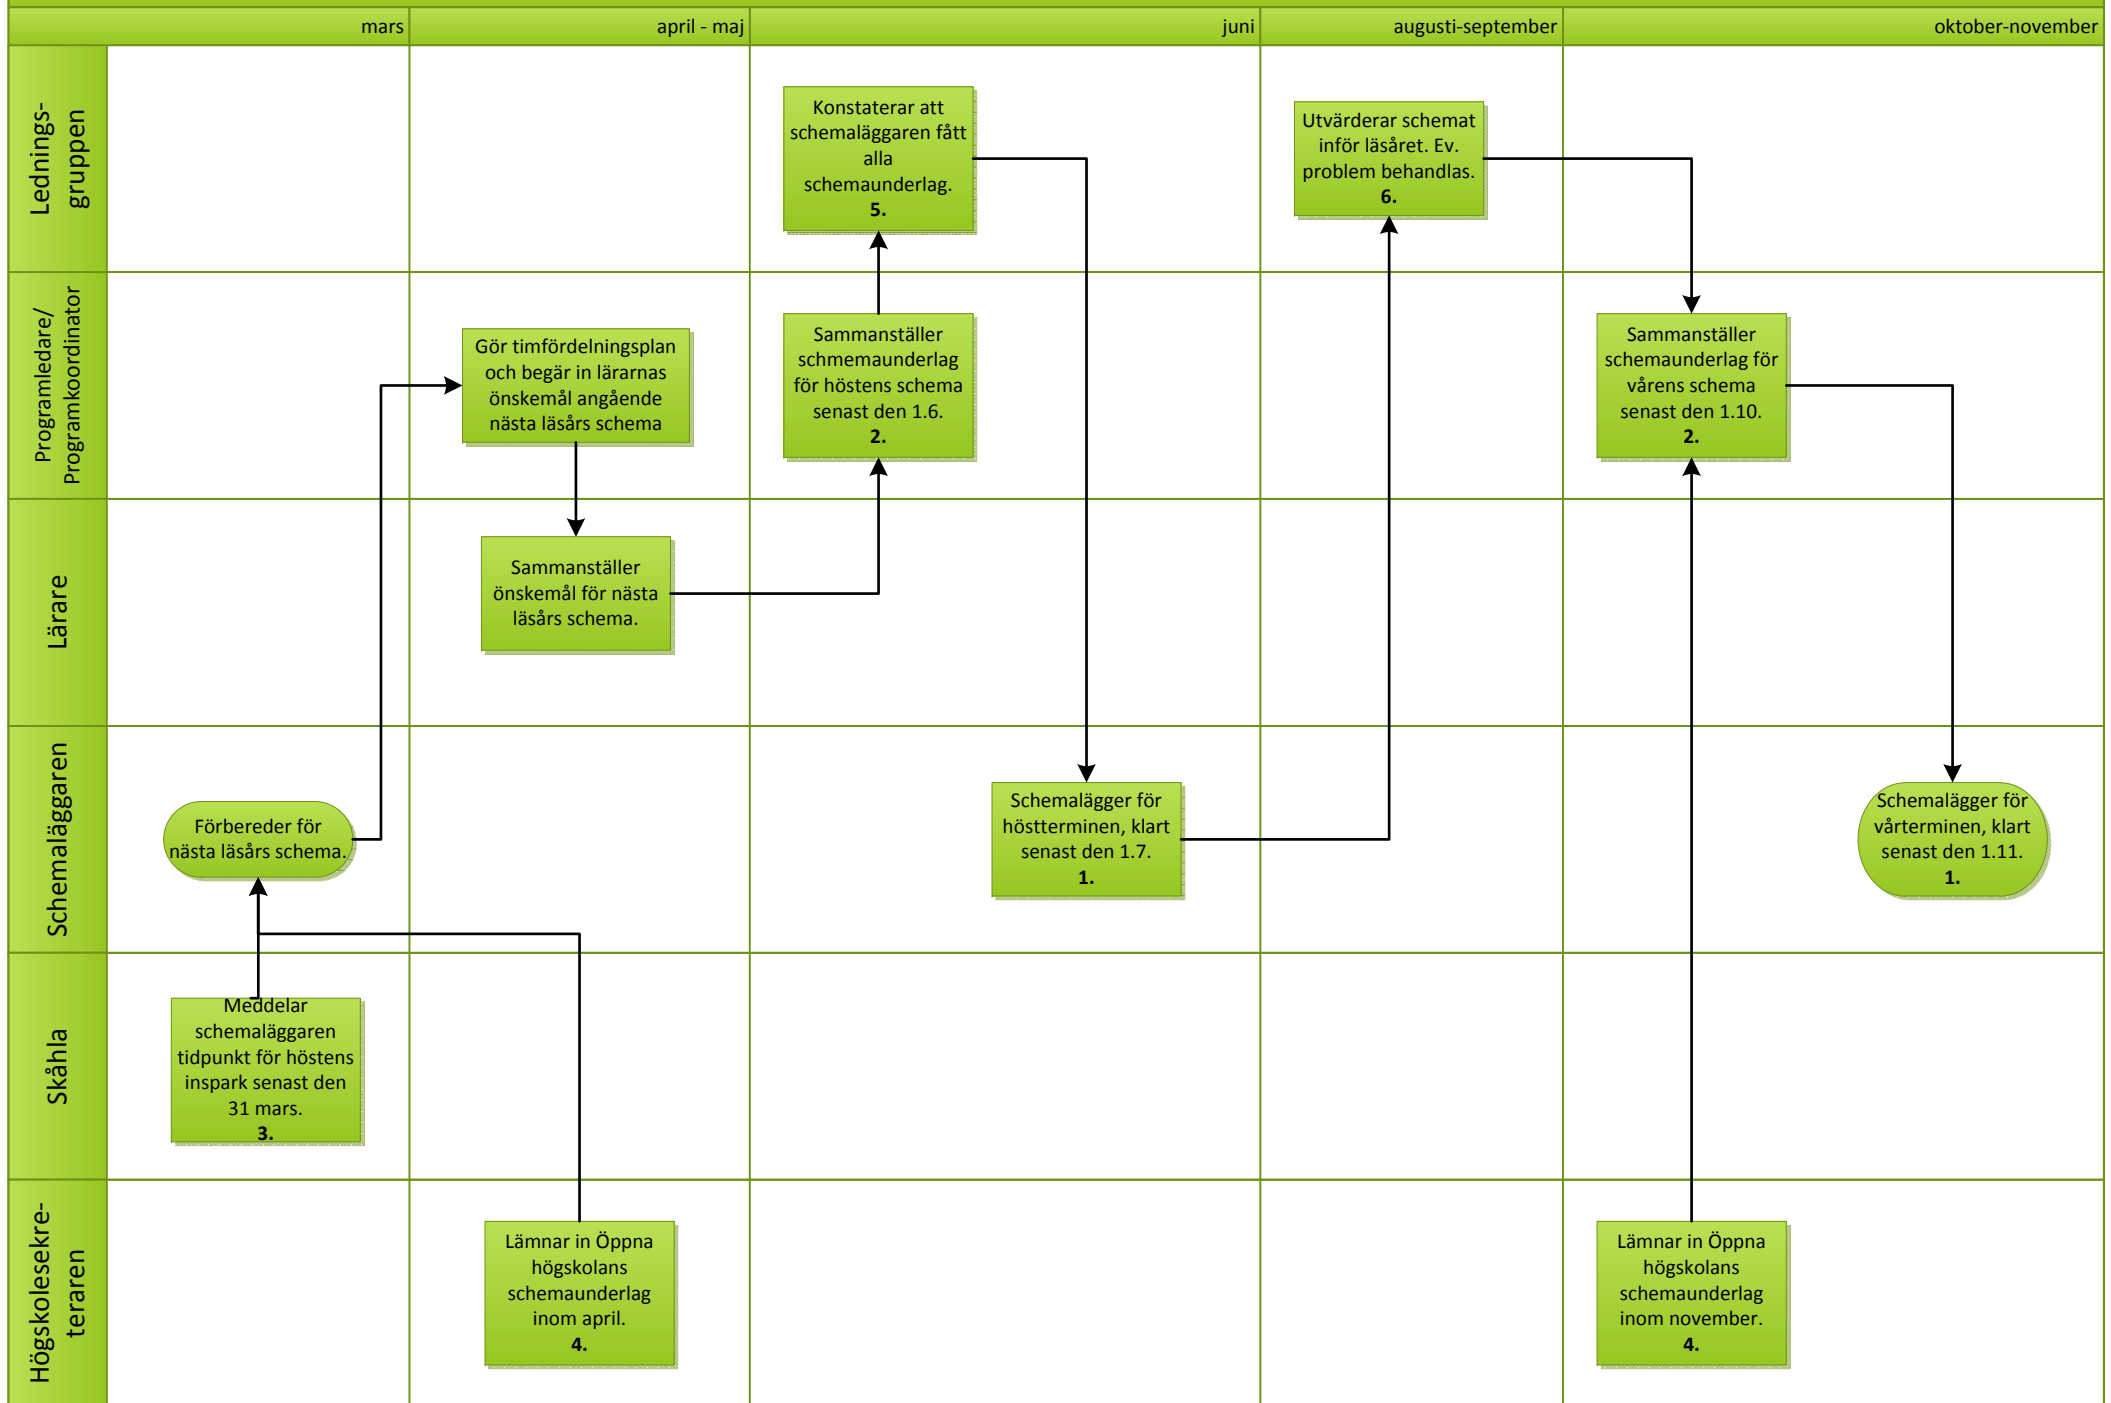 mars
april - maj
juni
augusti-september
oktober-november
Lednings-
gruppen
Konstaterar att
schemaläggaren fått
alla
schemaunderlag.
5.
Utvärderar schemat
inför läsåret. Ev.
problem behandlas.
6.
Programledare/
Programkoordinator
Gör timfördelningsplan
och begär in lärarnas
önskemål angående
nästa läsårs schema
Sammanställer
schmemaunderlag
för höstens schema
senast den 1.6.
2.
Sammanställer
schemaunderlag för
vårens schema
senast den 1.10.
2.
Lärare
Sammanställer
önskemål för nästa
läsårs schema.
Schemaläggaren
Förbereder för
nästa läsårs schema.
Schemalägger för
höstterminen, klart
senast den 1.7.
1.
Schemalägger för
vårterminen, klart
senast den 1.11.
1.
Skåhla
Meddelar
schemaläggaren
tidpunkt för höstens
inspark senast den
31 mars.
3.
Högskolesekre-
teraren
Lämnar in Öppna
högskolans
schemaunderlag
inom april.
4.
Lämnar in Öppna
högskolans
schemaunderlag
inom november.
4.